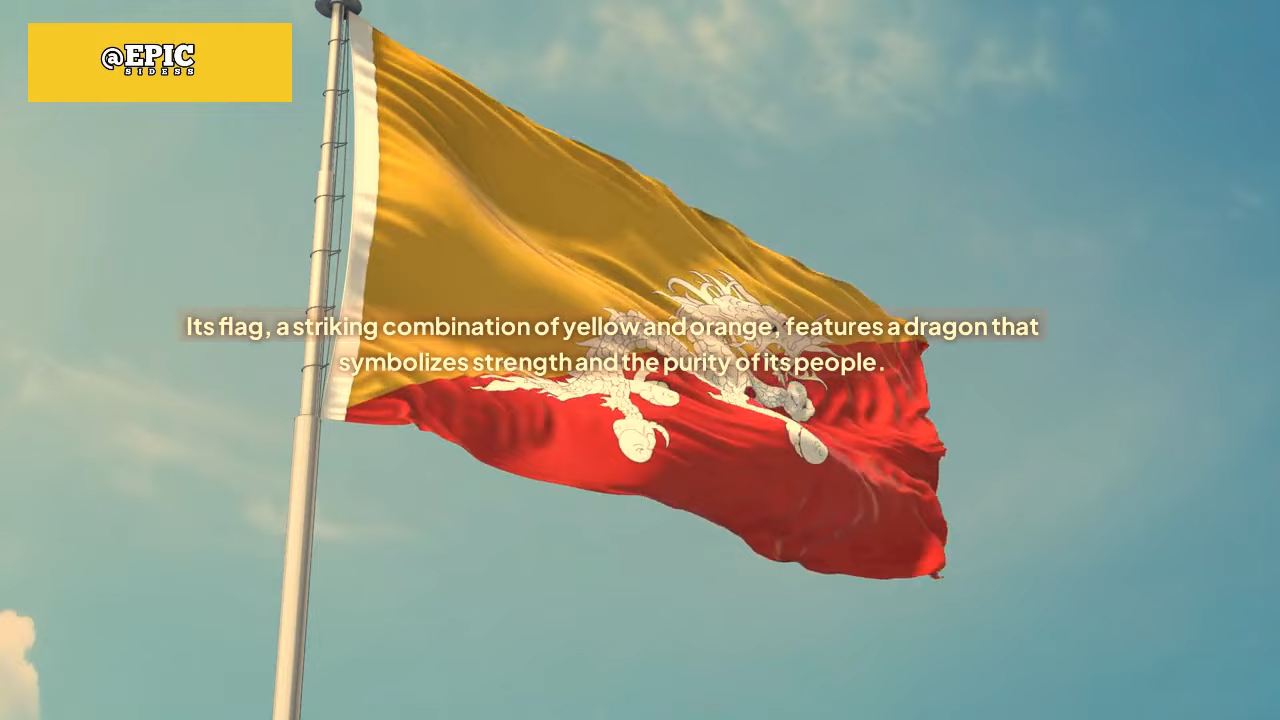 @EPIC
SIDESS
Its flag, a striking combination of yellow and orange, features a dragon that
symbolizes strength and the purity of its people.